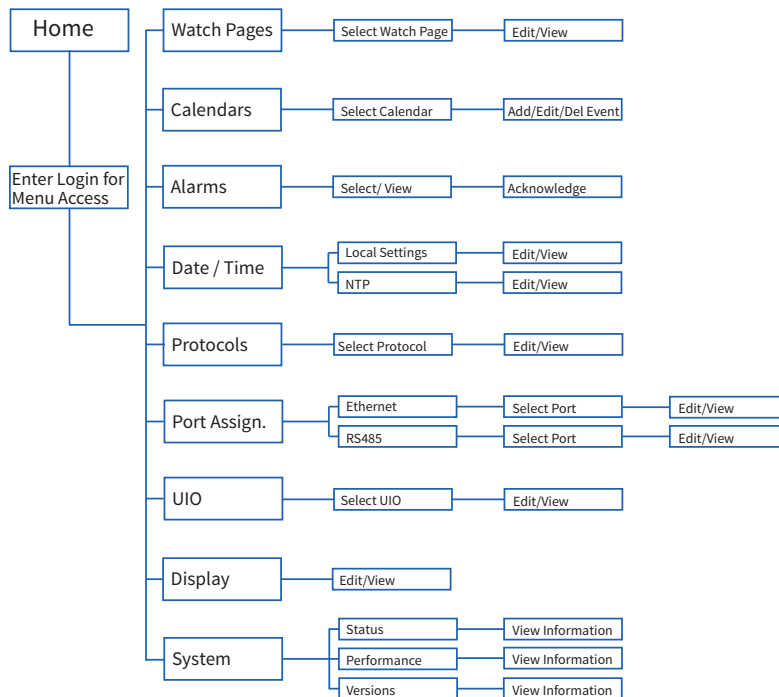 Home
Enter Login for
Menu Access
Watch Pages
Select Watch Page
Edit/View
Calendars
Select Calendar
Add/Edit/Del Event
Alarms
Select/ View
Acknowledge
Date / Time
Local Settings
Edit/View
NTP
Edit/View
Protocols
Select Protocol
Edit/View
Port Assign.
Ethernet
Select Port
Edit/View
RS485
Select Port
Edit/View
UIO
Select UIO
Edit/View
Display
Edit/View
System
Status
View Information
Performance
View Information
Versions
View Information